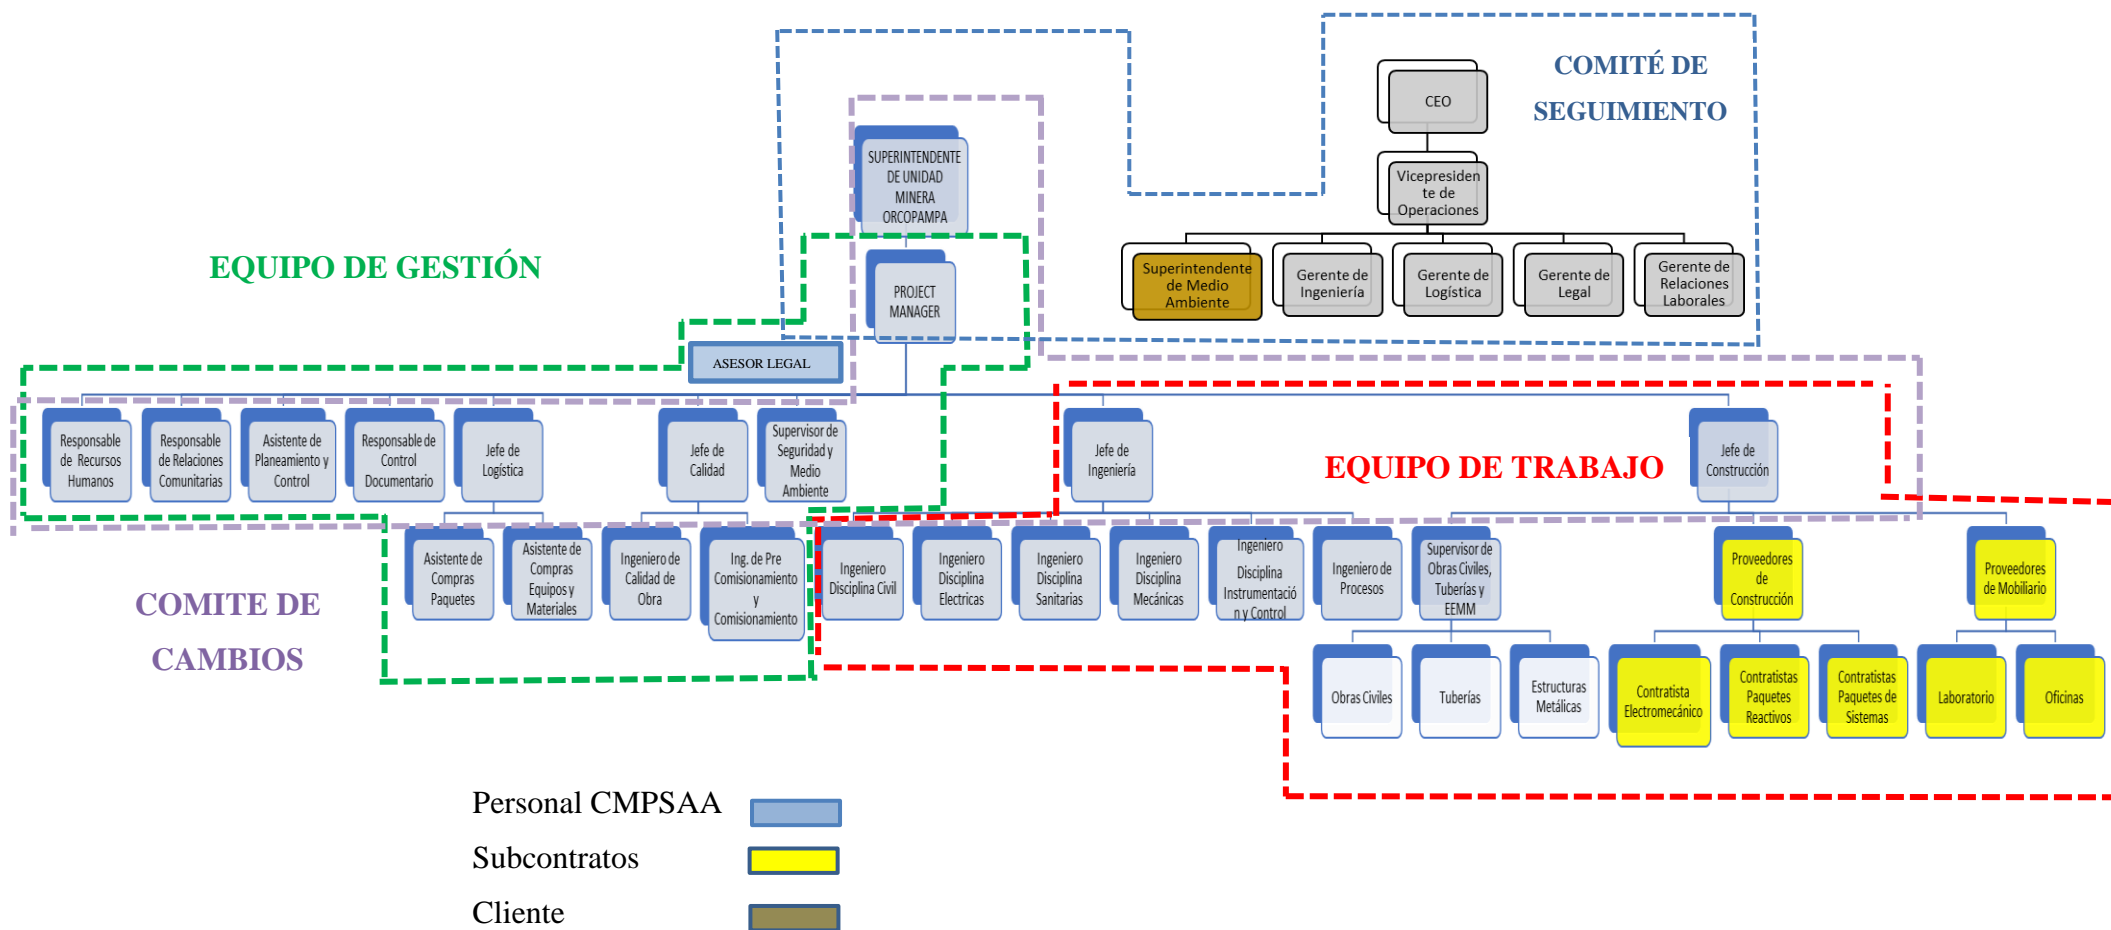 COMITÉ DE
SEGUIMIENTO
CEO
Vicepresiden
te de
Operaciones
Superintendente
de Medio
Ambiente
Gerente de
Ingeniería
Gerente de
Logística
Gerente de
Legal
Gerente de
Relaciones
Laborales
SUPERINTENDENTE
DE UNIDAD
MINERA
ORCOPAMPA
EQUIPO DE GESTIÓN
PROJECT
MANAGER
ASESOR LEGAL
Responsable
de Recursos
Humanos
Responsable
de Relaciones
Comunitarias
Asistente de
Planeamiento y
Control
Responsable de
Control
Documentario
Jefe de
Logística
Jefe de
Calidad
Supervisor de
Seguridad y
Medio
Ambiente
Jefe de
Ingeniería
EQUIPO DE TRABAJO
Jefe de
Construcción
COMITE DE
CAMBIOS
Asistente de
Compras
Paquetes
Asistente de
Compras
Equipos y
Materiales
Ingeniero de
Calidad de
Obra
Ing. de Pre
Comisionamiento
y
Comisionamiento
Ingeniero
Disciplina Civil
Ingeniero
Disciplina
Electricas
Ingeniero
Disciplina
Sanitarias
Ingeniero
Disciplina
Mecánicas
Ingeniero
Disciplina
Instrumentació
n y Control
Ingeniero de
Procesos
Supervisor de
Obras Civiles,
Tuberías y
EEMM
Proveedores
de
Construcción
Proveedores
de Mobiliario
Obras Civiles
Tuberías
Estructuras
Metálicas
Contratista
Electromecánico
Contratistas
Paquetes
Reactivos
Contratistas
Paquetes de
Sistemas
Laboratorio
Oficinas
Personal CMPSAA
Subcontratos
Cliente